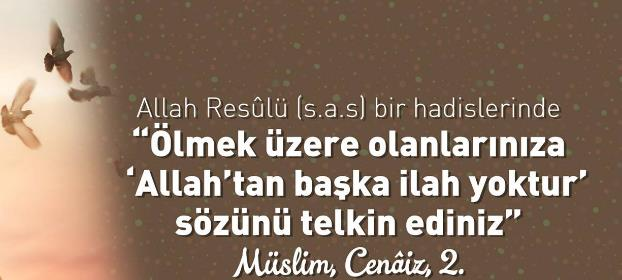 Allah Resûlü (s.a.s) bir hadislerinde
“Ölmek üzere olanlarınıza
‘Allah’tan başka ilah yoktur’
sözünü telkin ediniz”
Müslim, Cenâiz, 2.